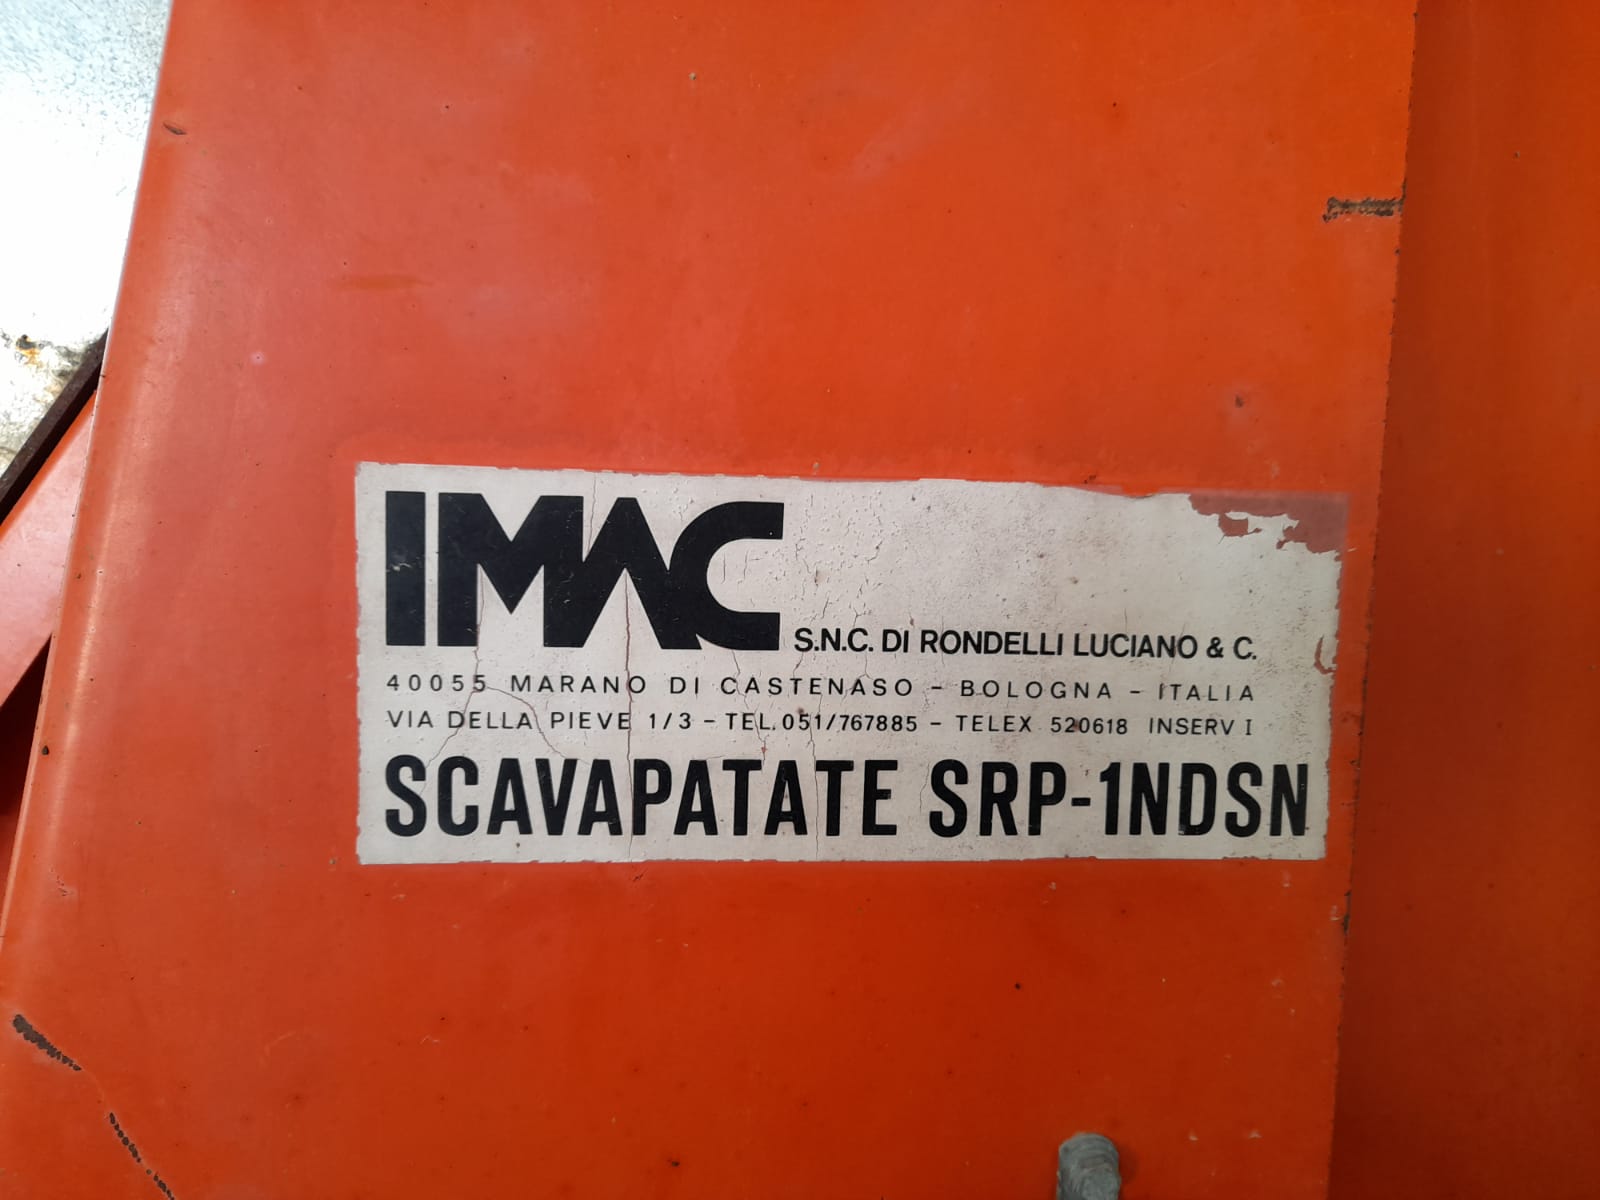 IMAC S.N.C. DI RONDELLI LUCIANO & C.
40055 MARANO DI CASTENASO - BOLOGNA - ITALIA
VIA DELLA PIEVE 1/3 - TEL. 051/767885 - TELEX 520618 INSERV I
SCAVAPATATE SRP-1NDSN